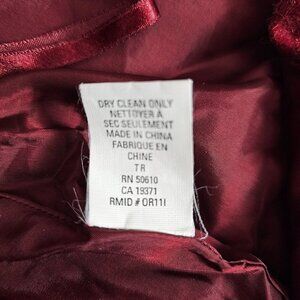 DRY CLEAN ONLY
NETTOYER A
SEC SEULEMENT
MADE IN CHINA
FABRIQUE EN
CHINE
TR
RN 50610
CA 19371
RMID # OR11I